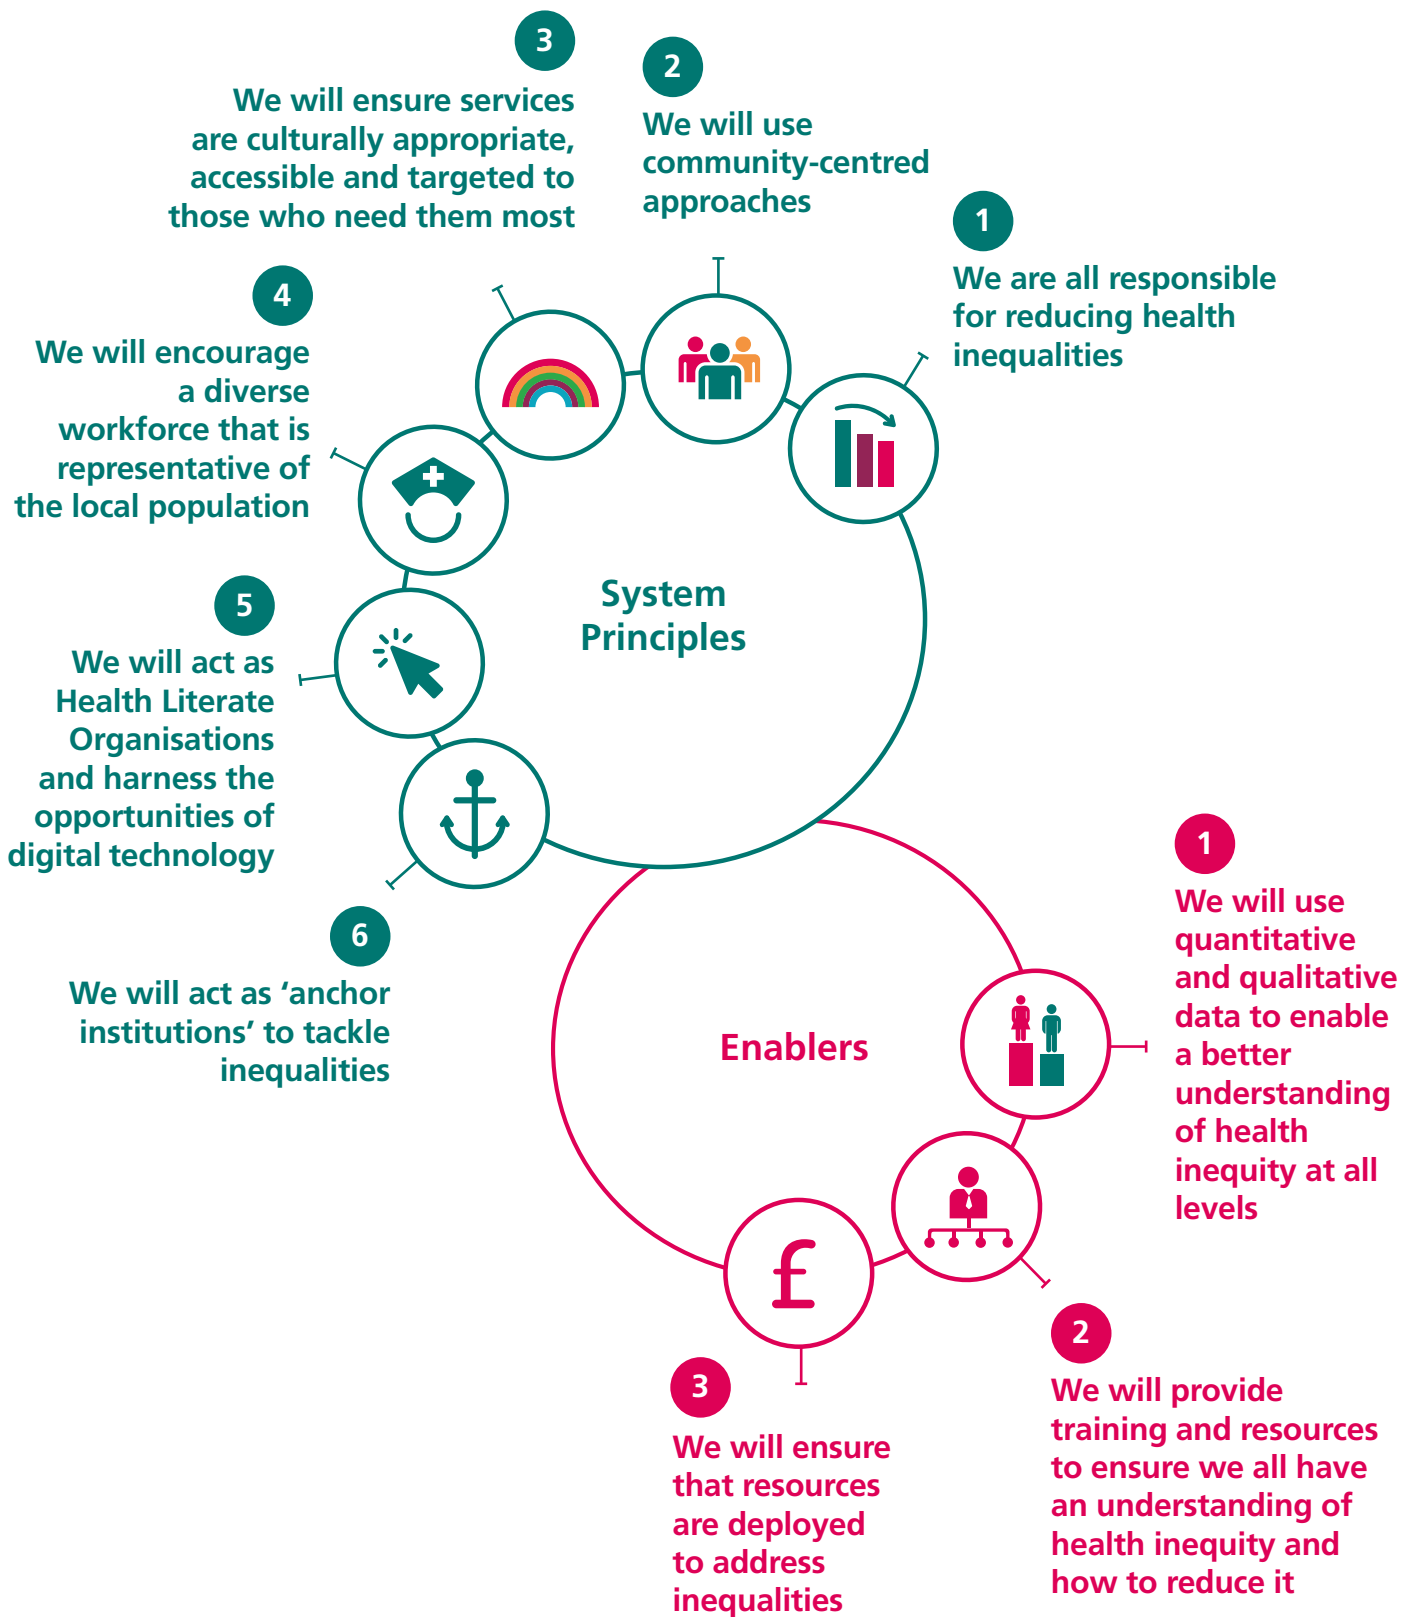 1
We are all responsible
for reducing health
inequalities
2
We will use
community-centred
approaches
3
We will ensure services
are culturally appropriate,
accessible and targeted to
those who need them most
4
We will encourage
a diverse
workforce that is
representative of
the local population
5
We will act as
Health Literate
Organisations
and harness the
opportunities of
digital technology
6
We will act as ‘anchor
institutions’ to tackle
inequalities
System
Principles
Enablers
1
We will use
quantitative
and qualitative
data to enable
a better
understanding
of health
inequity at all
levels
2
We will provide
training and resources
to ensure we all have
an understanding of
health inequity and
how to reduce it
3
We will ensure
that resources
are deployed
to address
inequalities
£